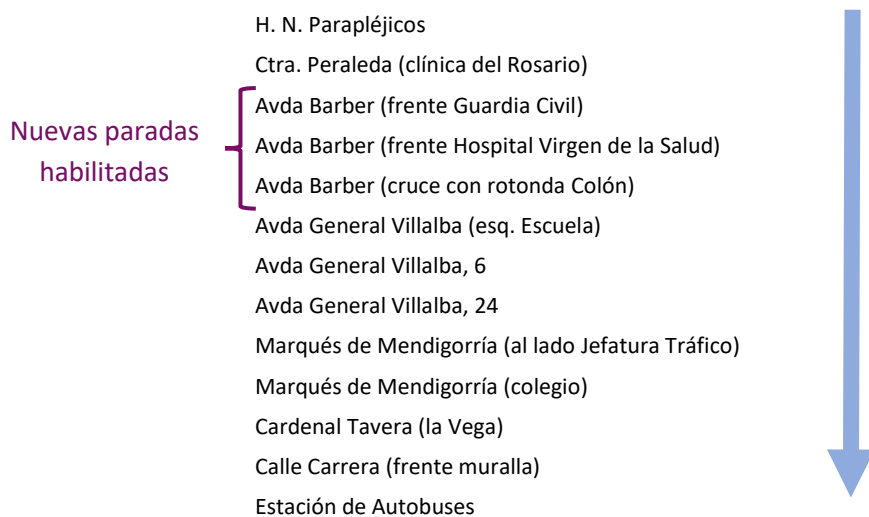 H. N. Parapléjicos
Ctra. Peraleda (clínica del Rosario)
Nuevas paradas
habilitadas
Avda Barber (frente Guardia Civil)
Avda Barber (frente Hospital Virgen de la Salud)
Avda Barber (cruce con rotonda Colón)
Avda General Villalba (esq. Escuela)
Avda General Villalba, 6
Avda General Villalba, 24
Marqués de Mendigorría (al lado Jefatura Tráfico)
Marqués de Mendigorría (colegio)
Cardenal Tavera (la Vega)
Calle Carrera (frente muralla)
Estación de Autobuses